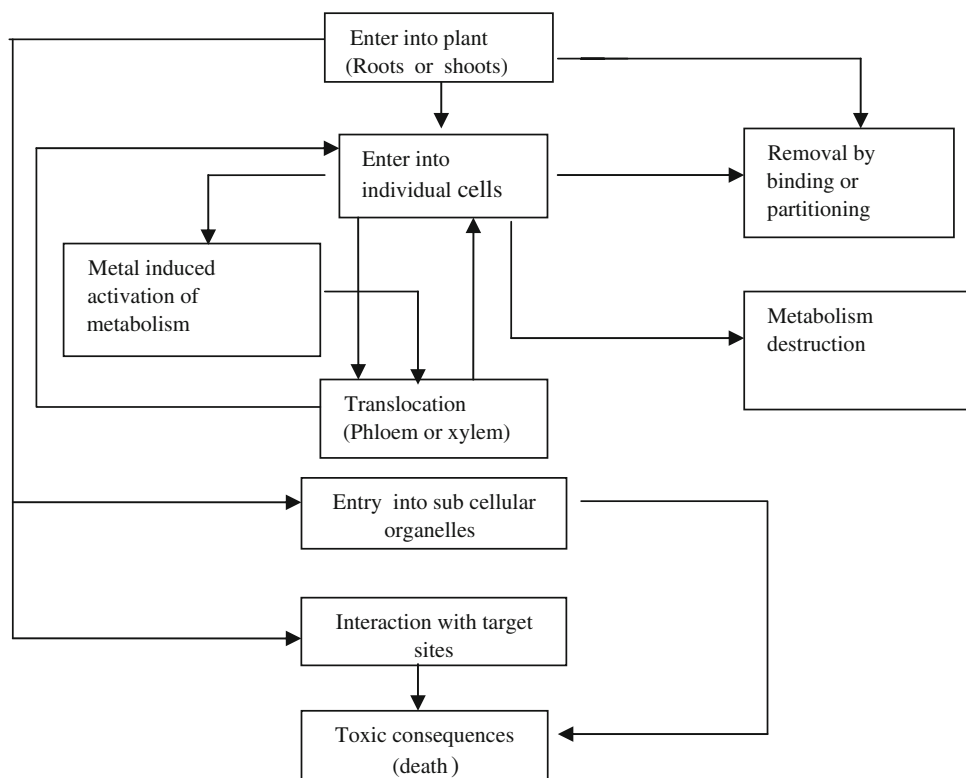 Enter into plant
(Roots or shoots)
Enter into
individual cells
Removal by
binding or
partitioning
Metal induced
activation of
metabolism
Metabolism
destruction
Translocation
(Phloem or xylem)
Entry into sub cellular
organelles
Interaction with target
sites
Toxic consequences
(death )